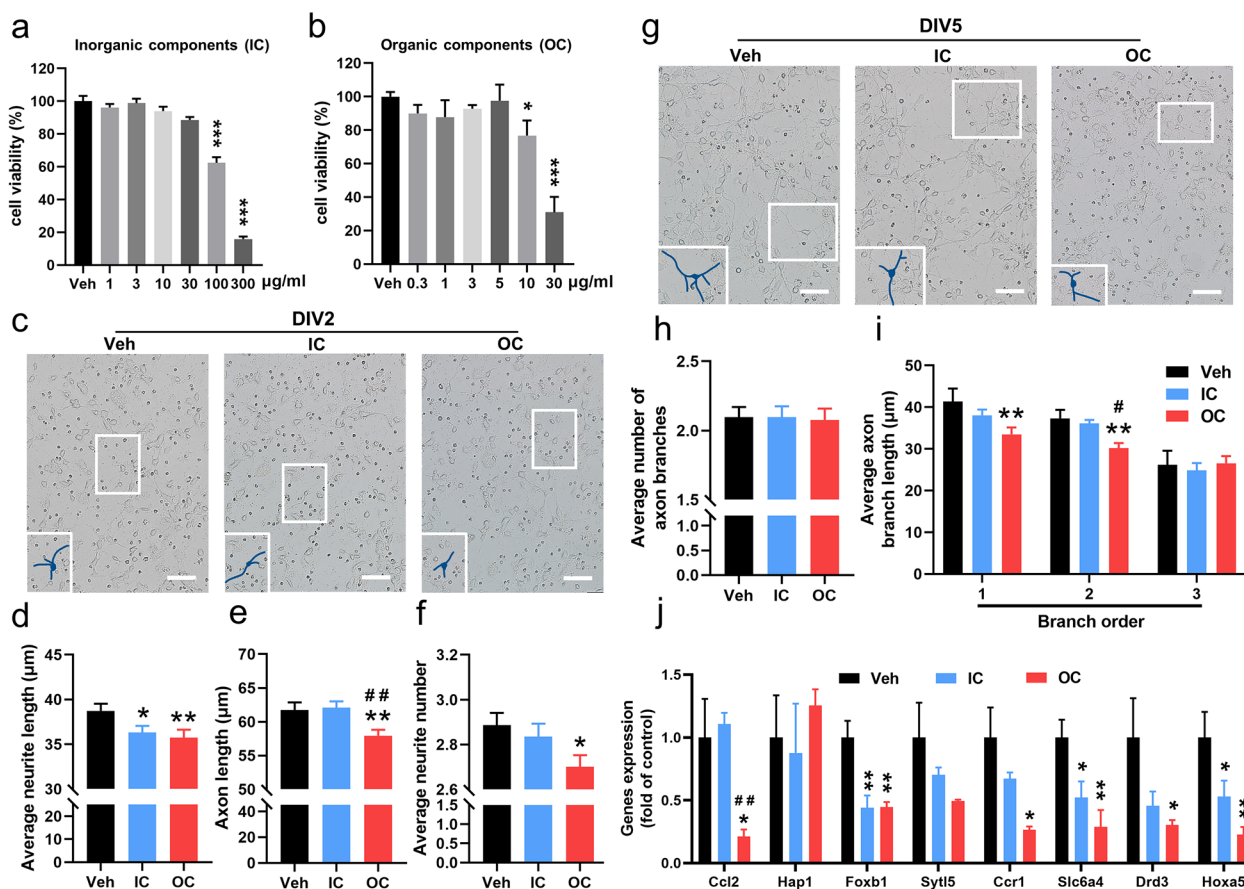 a
Inorganic components (IC)
cell viability (%)
120
100
80
60
40
20
0
***
***
Veh 1 3 10 30 100 300 μg/ml
b
Organic components (OC)
cell viability (%)
120
100
80
60
40
20
0
*
***
Veh 0.3 1 3 5 10 30 μg/ml
c
DIV2
Veh IC OC
d
Average neurite length (μm)
45
40
35
30
20
10
0
* **
Veh IC OC
e
Axon length (μm)
70
65
60
55
50
40
20
0
##
**
Veh IC OC
f
Average neurite number
3.2
3.0
2.8
2.6
1.5
1.0
0.5
0.0
*
Veh IC OC
g
DIV5
Veh IC OC
h
Average number of
axon branches
2.5
2.0
1.5
1.0
0.5
0.0
Veh IC OC
i
Average axon
branch length (μm)
50
40
30
20
10
0
**
#
**
Veh
IC
OC
1 2 3
Branch order
j
Genes expression
(fold of control)
Veh IC OC
1.5
1.0
0.5
0.0
##
*
**
**
*
*
**
*
*
**
Ccl2 Hap1 Foxb1 Sytl5 Ccr1 Slc6a4 Drd3 Hoxa5